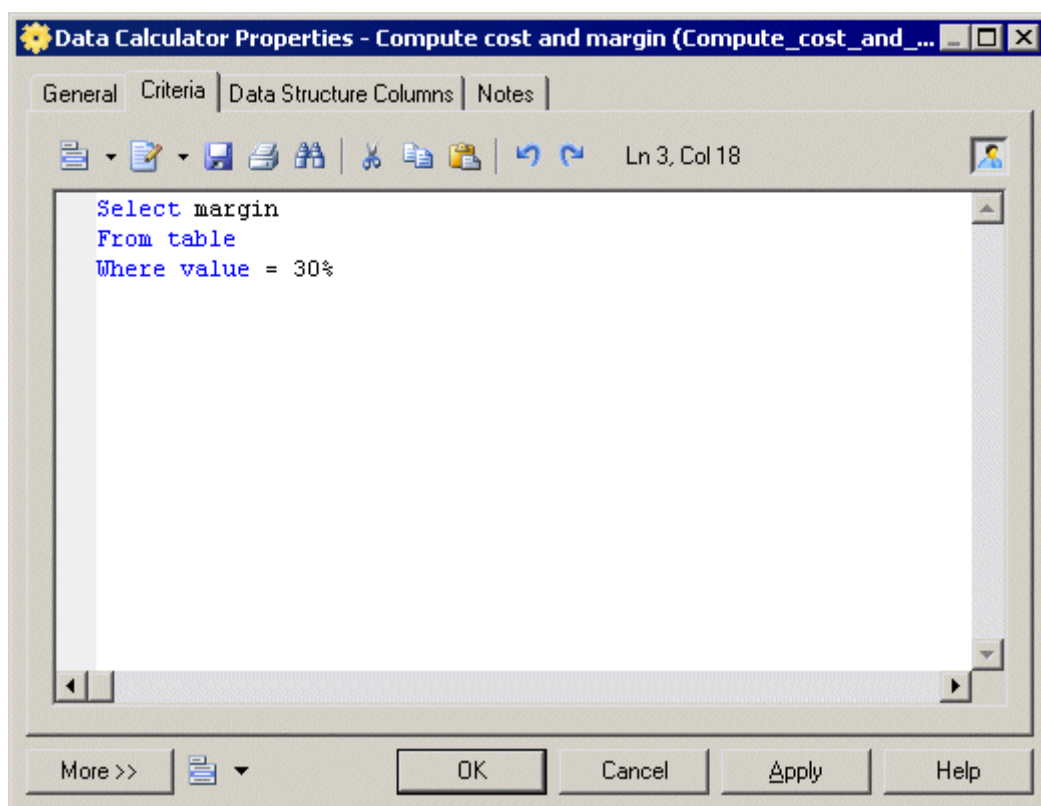 Data Calculator Properties - Compute cost and margin (Compute_cost_and_...
General Criteria Data Structure Columns Notes
Ln 3, Col 18
Select margin
From table
Where value = 30%
More >> OK Cancel Apply Help